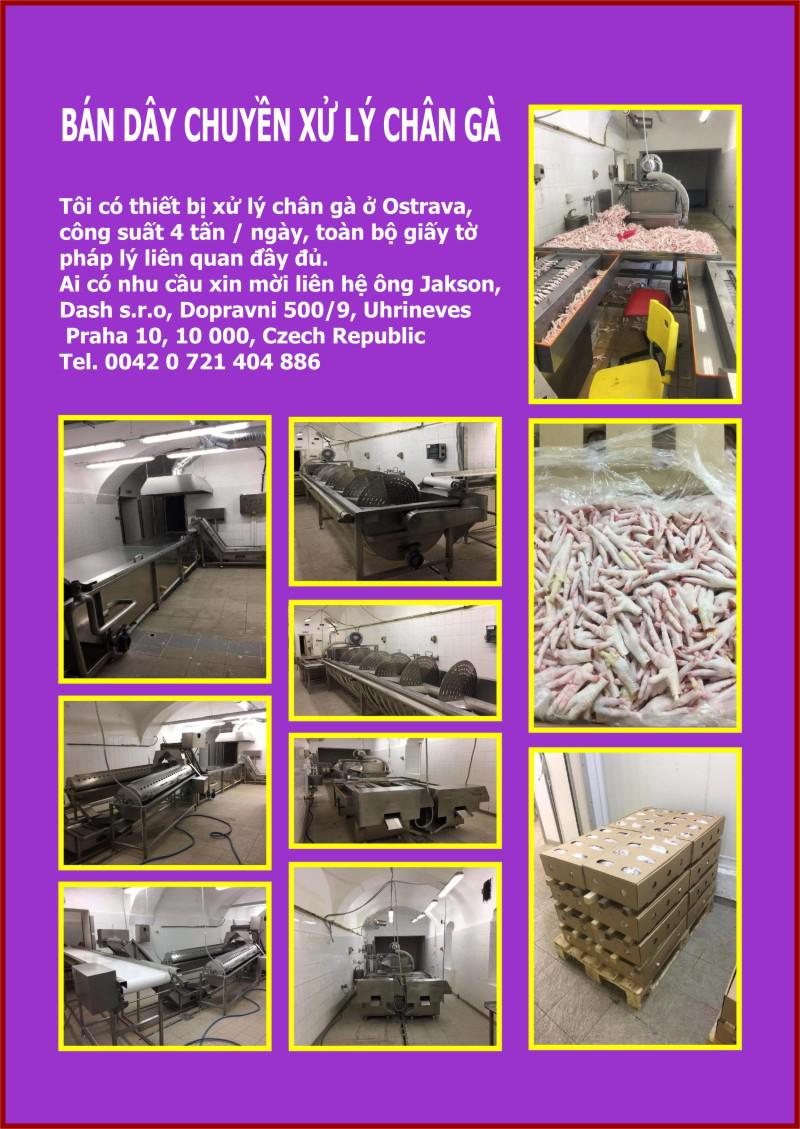 BÁN DÂY CHUYỀN XỬ LÝ CHÂN GÀ
Tôi có thiết bị xử lý chân gà ở Ostrava,
công suất 4 tấn / ngày, toàn bộ giấy tờ
pháp lý liên quan đây đủ.
Ai có nhu cầu xin mời liên hệ ông Jakson,
Dash s.r.o, Dopravni 500/9, Uhrineves
Praha 10, 10 000, Czech Republic
Tel. 0042 0 721 404 886